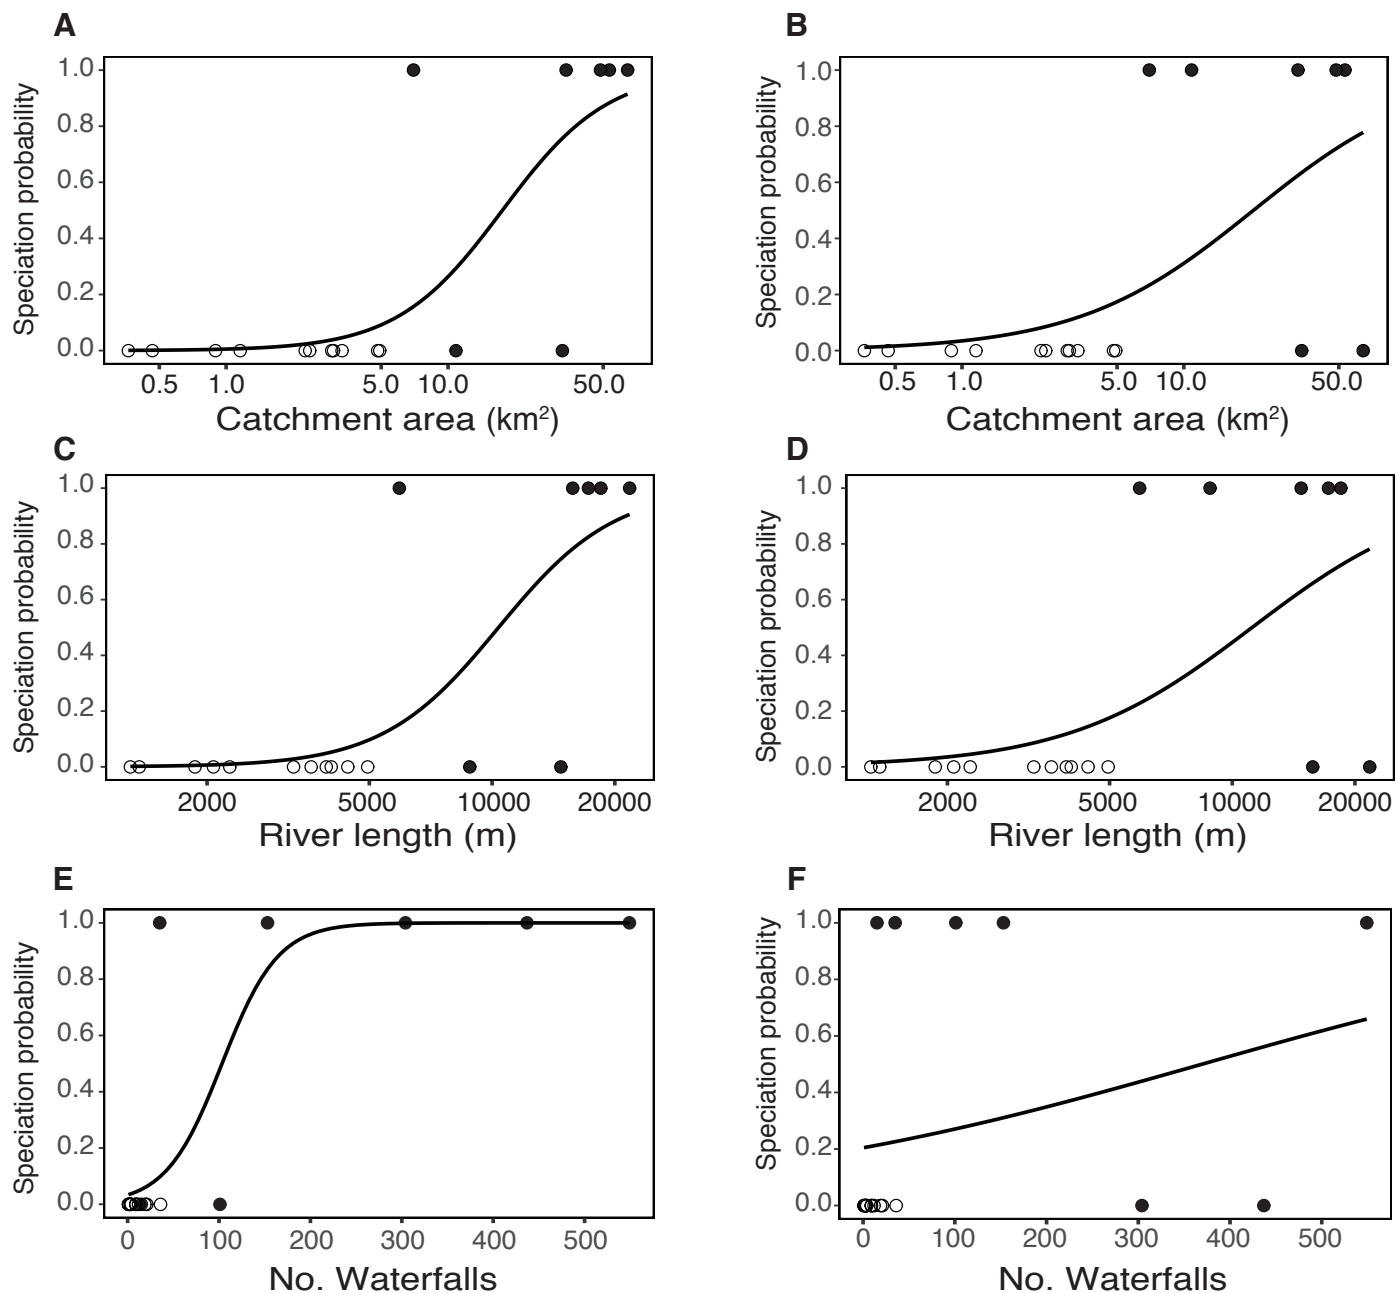 A
Speciation probability
1.0
0.8
0.6
0.4
0.2
0.0
0.5 1.0 5.0 10.0 50.0
Catchment area (km²)
B
Speciation probability
1.0
0.8
0.6
0.4
0.2
0.0
0.5 1.0 5.0 10.0 50.0
Catchment area (km²)
C
Speciation probability
1.0
0.8
0.6
0.4
0.2
0.0
2000 5000 10000 20000
River length (m)
D
Speciation probability
1.0
0.8
0.6
0.4
0.2
0.0
2000 5000 10000 20000
River length (m)
E
Speciation probability
1.0
0.8
0.6
0.4
0.2
0.0
0 100 200 300 400 500
No. Waterfalls
F
Speciation probability
1.0
0.8
0.6
0.4
0.2
0.0
0 100 200 300 400 500
No. Waterfalls